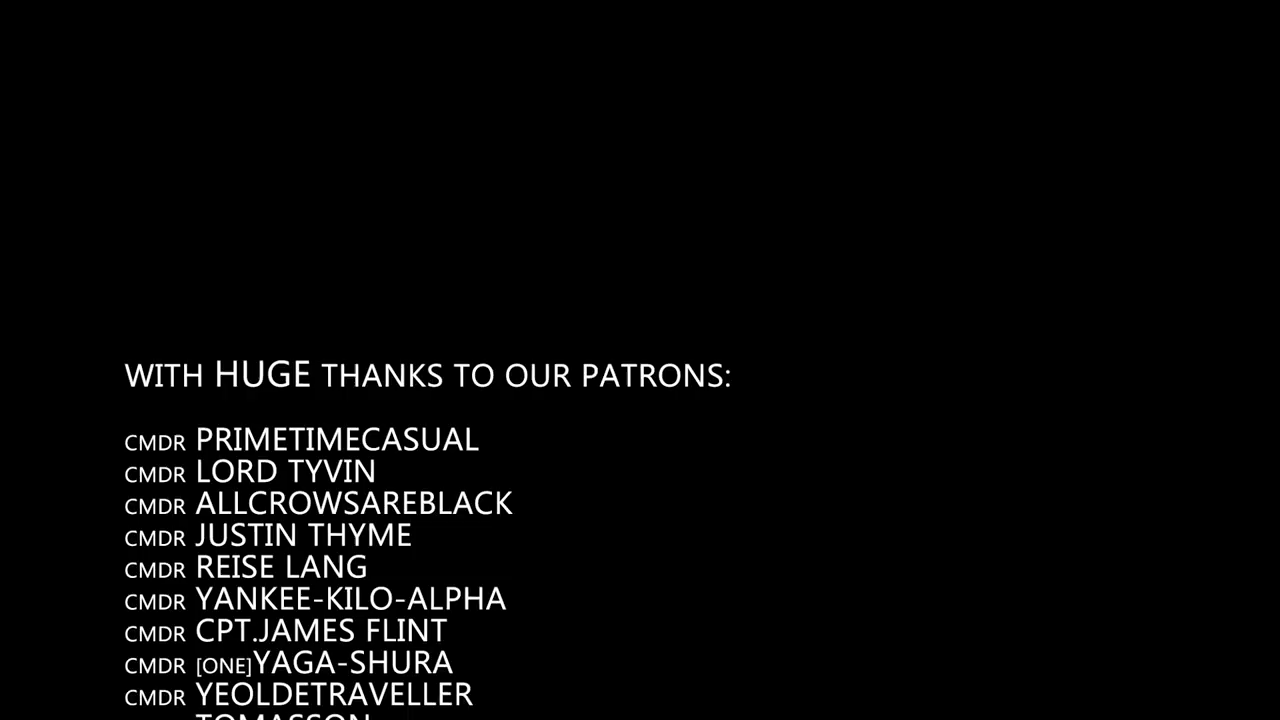 WITH HUGE THANKS TO OUR PATRONS:
CMDR PRIMETIMECASUAL
CMDR LORD TYVIN
CMDR ALLCROWSAREBLACK
CMDR JUSTIN THYME
CMDR REISE LANG
CMDR YANKEE-KILO-ALPHA
CMDR CPT.JAMES FLINT
CMDR [ONE]YAGA-SHURA
CMDR YEOLDETRAVELLER
TOMASSON